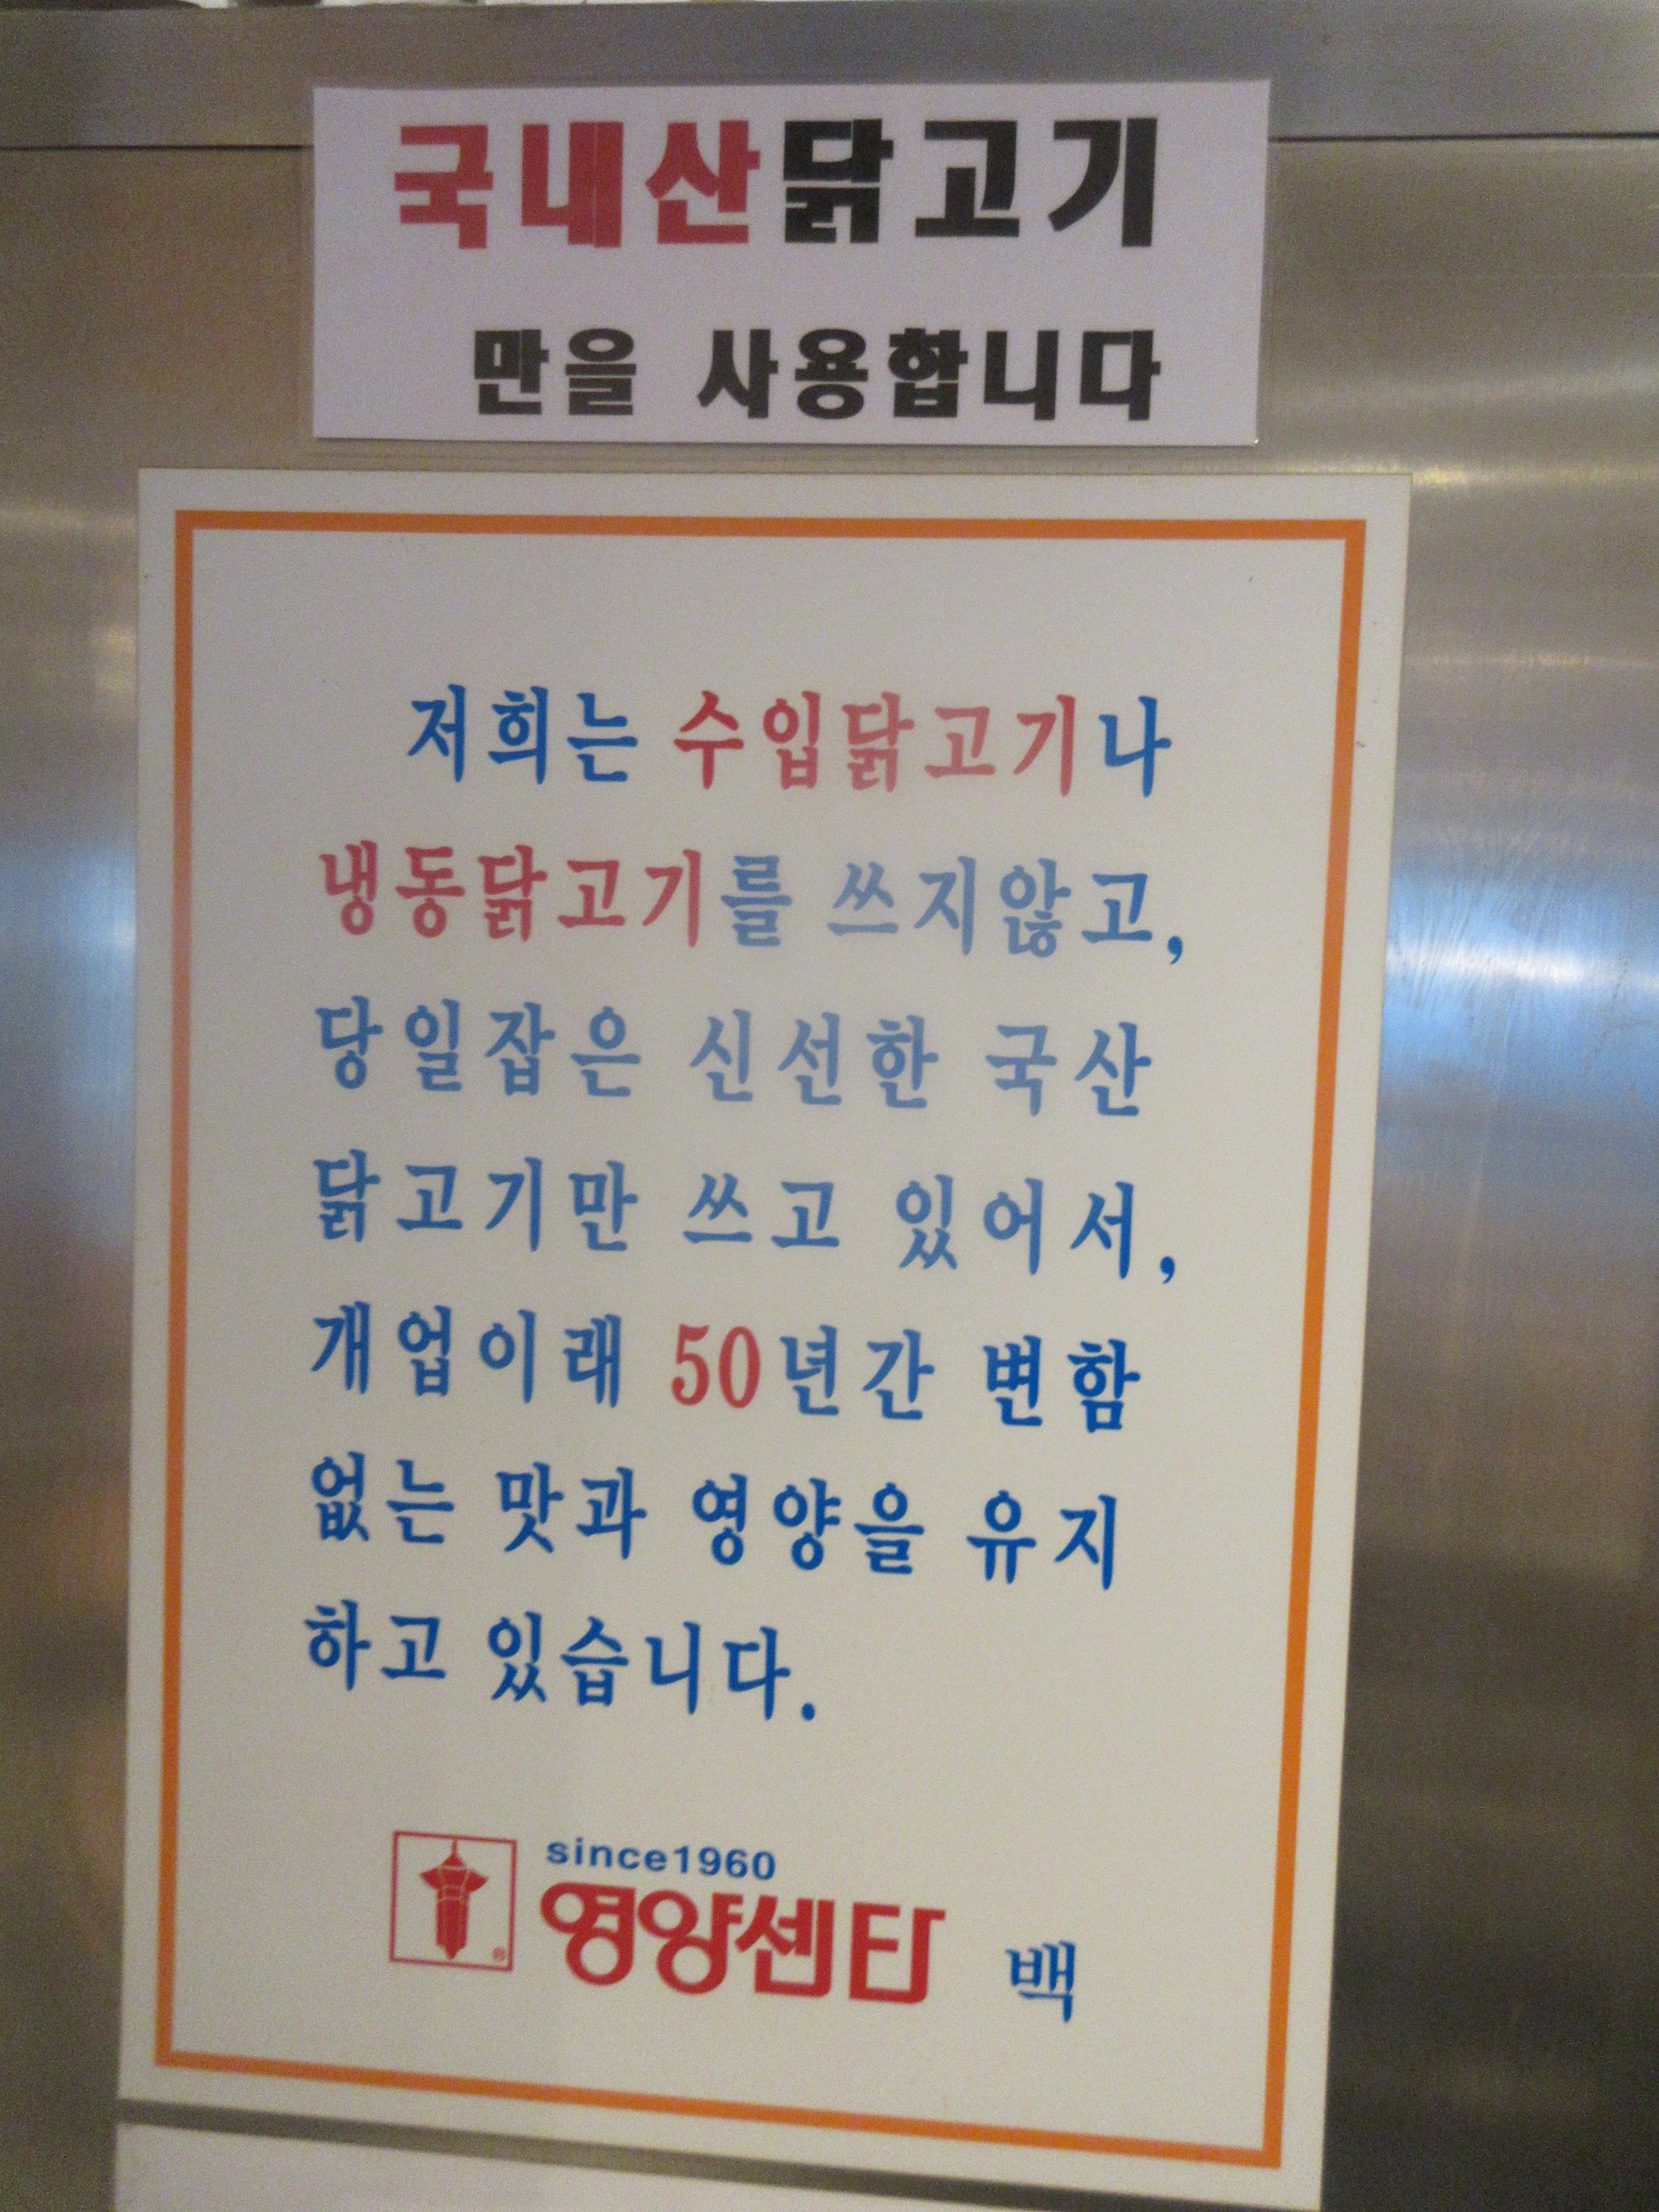 국내산닭고기
만을 사용합니다
저희는 수입닭고기나
냉동닭고기를 쓰지않고,
당일잡은 신선한 국산
닭고기만 쓰고 있어서,
개업이래 50년간 변함
없는 맛과 영양을 유지
하고 있습니다.
since1960
영양센타 백